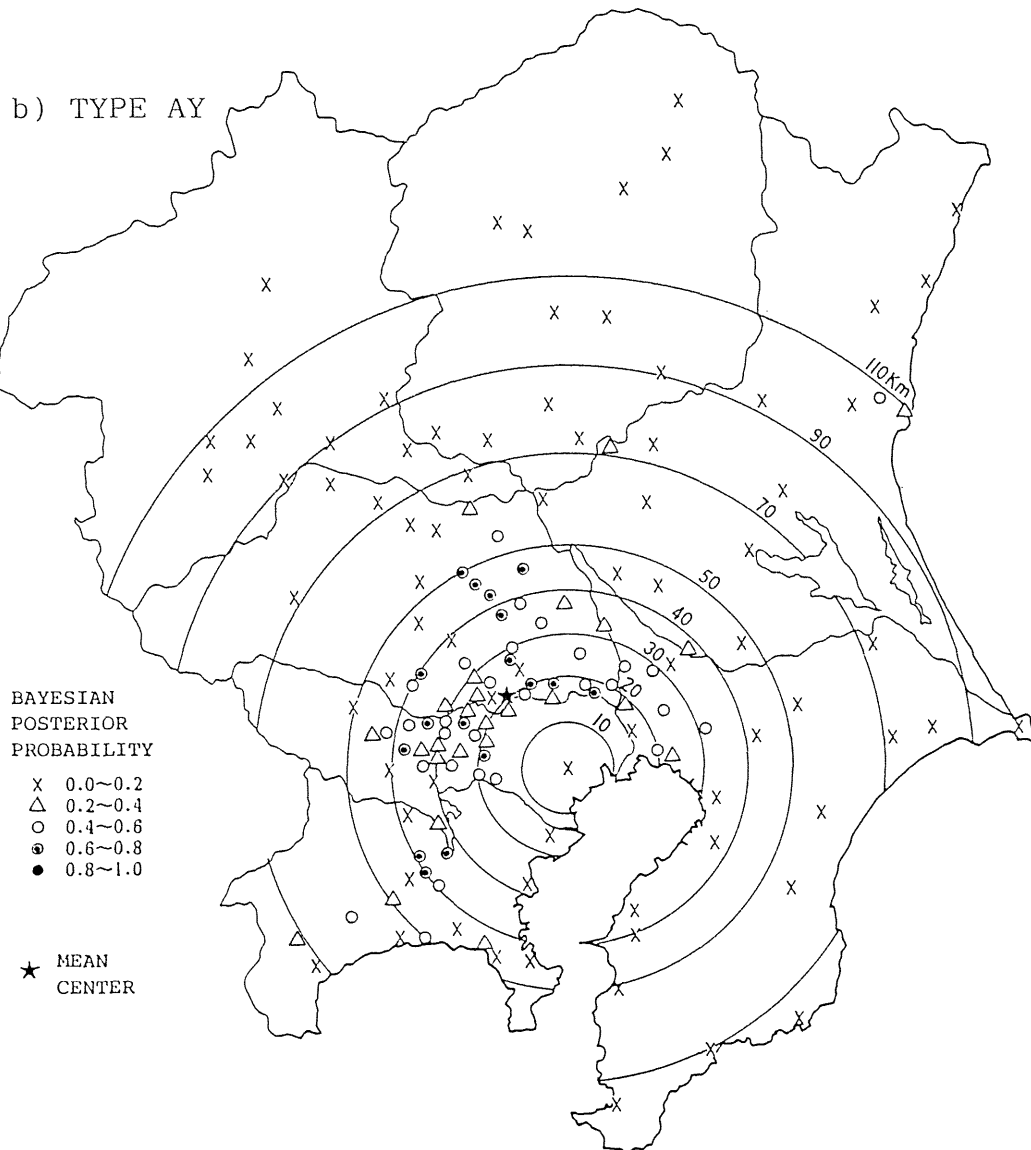 b) TYPE AY
110Km
90
70
50
40
30
20
10
BAYESIAN
POSTERIOR
PROBABILITY
X 0.0~0.2
△ 0.2~0.4
○ 0.4~0.6
◉ 0.6~0.8
● 0.8~1.0
★ MEAN
CENTER